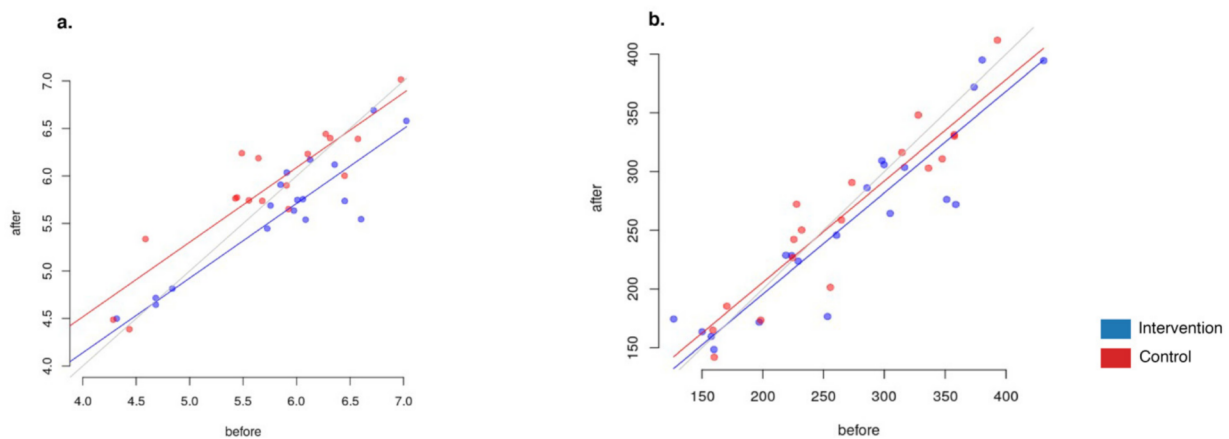 a.
7.0
6.5
6.0
5.5
5.0
4.5
4.0
after
4.0 4.5 5.0 5.5 6.0 6.5 7.0
before
b.
400
350
300
250
200
150
after
150 200 250 300 350 400
before
Intervention
Control